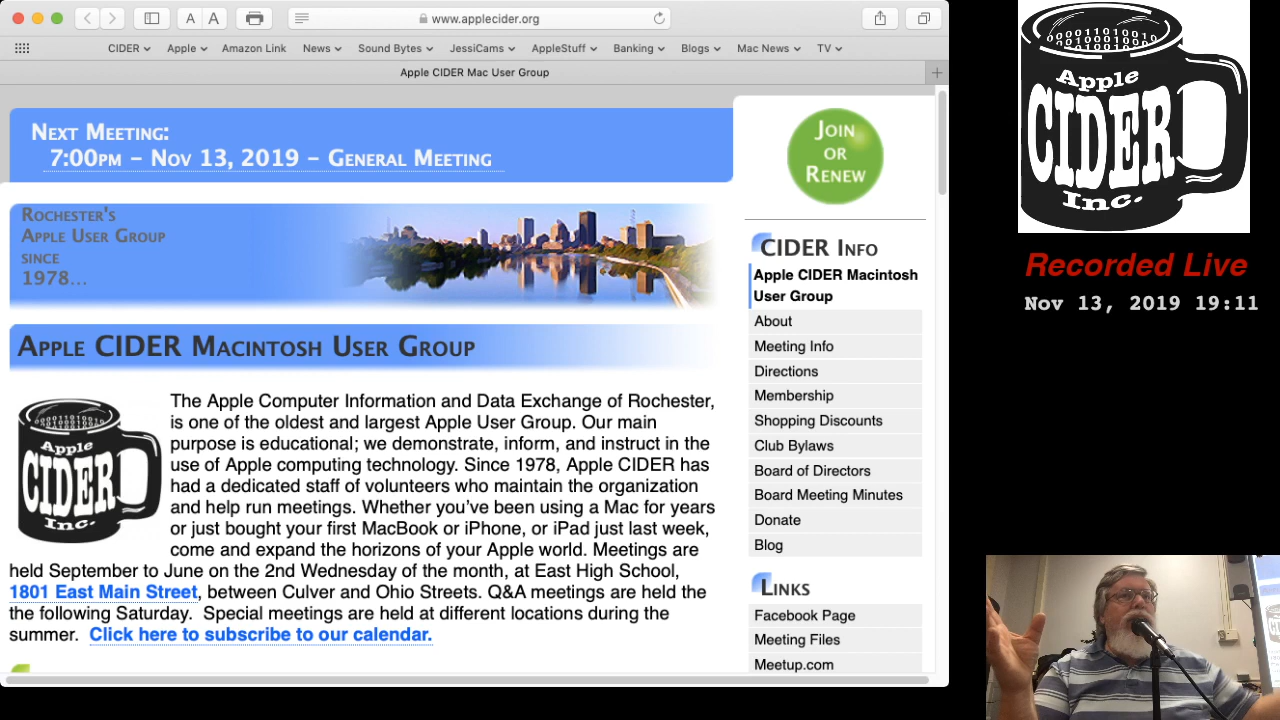 www.applecider.org
CIDER Apple Amazon Link News Sound Bytes JessiCams AppleStuff Banking Blogs Mac News TV
Apple CIDER Mac User Group
Next Meeting:
7:00pm – Nov 13, 2019 – General Meeting
Join
or
Renew
Rochester's
Apple User Group
since
1978...
Apple CIDER Macintosh User Group
Apple
CIDER
Inc.
The Apple Computer Information and Data Exchange of Rochester,
is one of the oldest and largest Apple User Group. Our main
purpose is educational; we demonstrate, inform, and instruct in the
use of Apple computing technology. Since 1978, Apple CIDER has
had a dedicated staff of volunteers who maintain the organization
and help run meetings. Whether you’ve been using a Mac for years
or just bought your first MacBook or iPhone, or iPad just last week,
come and expand the horizons of your Apple world. Meetings are
held September to June on the 2nd Wednesday of the month, at East High School,
1801 East Main Street, between Culver and Ohio Streets. Q&A meetings are held the
the following Saturday. Special meetings are held at different locations during the
summer. Click here to subscribe to our calendar.
CIDER Info
Apple CIDER Macintosh
User Group
About
Meeting Info
Directions
Membership
Shopping Discounts
Club Bylaws
Board of Directors
Board Meeting Minutes
Donate
Blog
Links
Facebook Page
Meeting Files
Meetup.com
Apple
CIDER
Inc.
Recorded Live
Nov 13, 2019 19:11